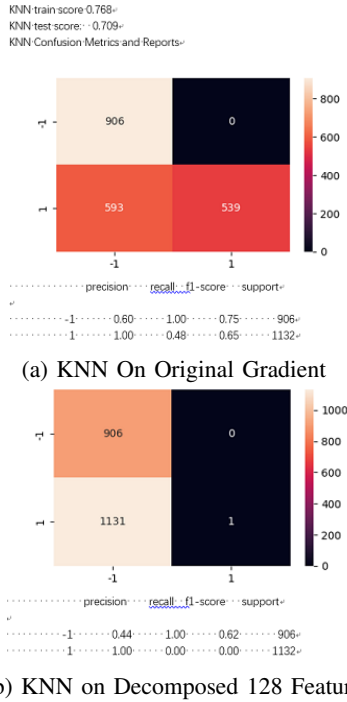 KNN train score 0.768
KNN test score: 0.709
KNN Confusion Metrics and Reports
-1 906 0 800
600
400
1 593 539 200
0
-1 1
precision recall f1-score support
-1 0.60 1.00 0.75 906
1 1.00 0.48 0.65 1132
(a) KNN On Original Gradient
1000
-1 906 0 800
600
400
1 1131 1 200
0
-1 1
precision recall f1-score support
-1 0.44 1.00 0.62 906
1 1.00 0.00 0.00 1132
) KNN on Decomposed 128 Featur